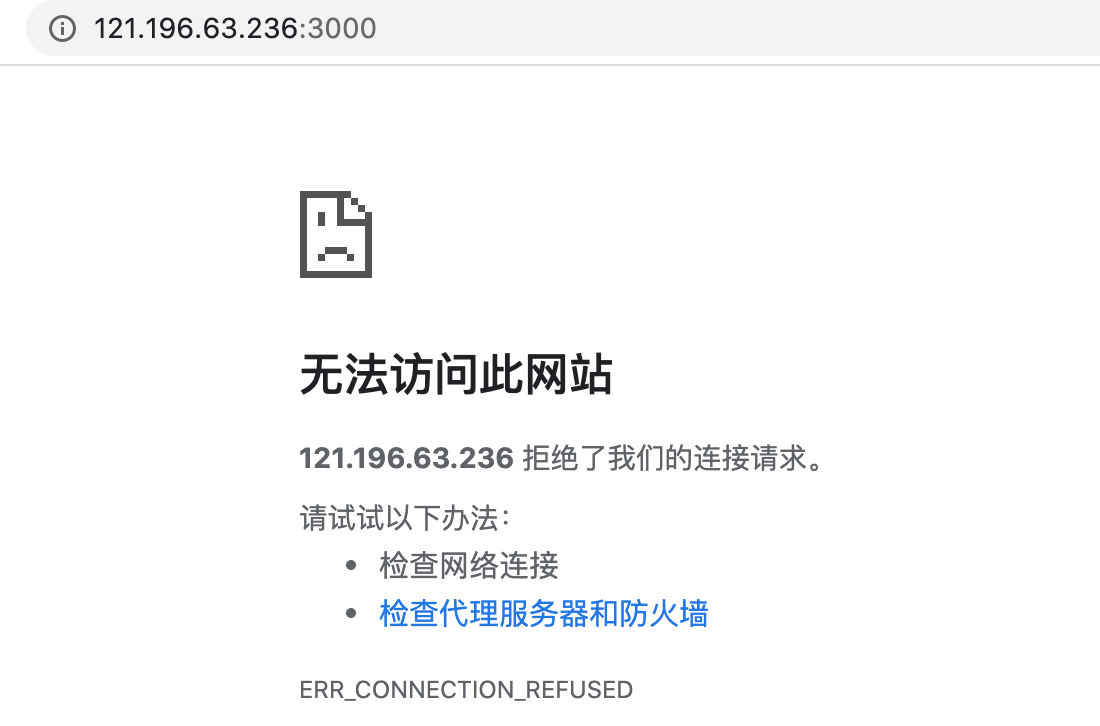 121.196.63.236:3000
无法访问此网站
121.196.63.236 拒绝了我们的连接请求。
请试试以下办法：
• 检查网络连接
• 检查代理服务器和防火墙
ERR_CONNECTION_REFUSED